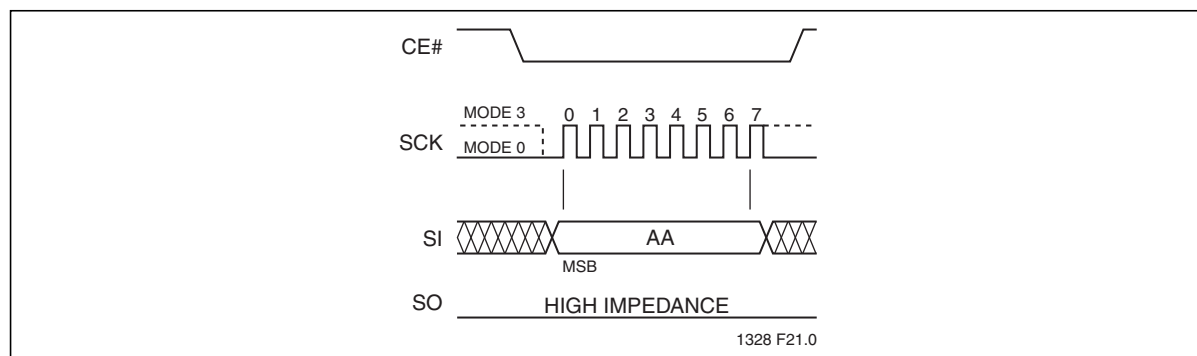 CE#
MODE 3 0 1 2 3 4 5 6 7
SCK MODE 0
SI AA
MSB
SO HIGH IMPEDANCE
1328 F21.0